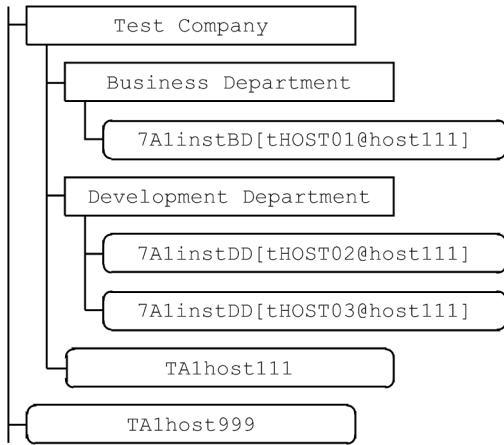 Test Company
Business Department
7A1instBD[tHOST01@host111]
Development Department
7A1instDD[tHOST02@host111]
7A1instDD[tHOST03@host111]
TA1host111
TA1host999